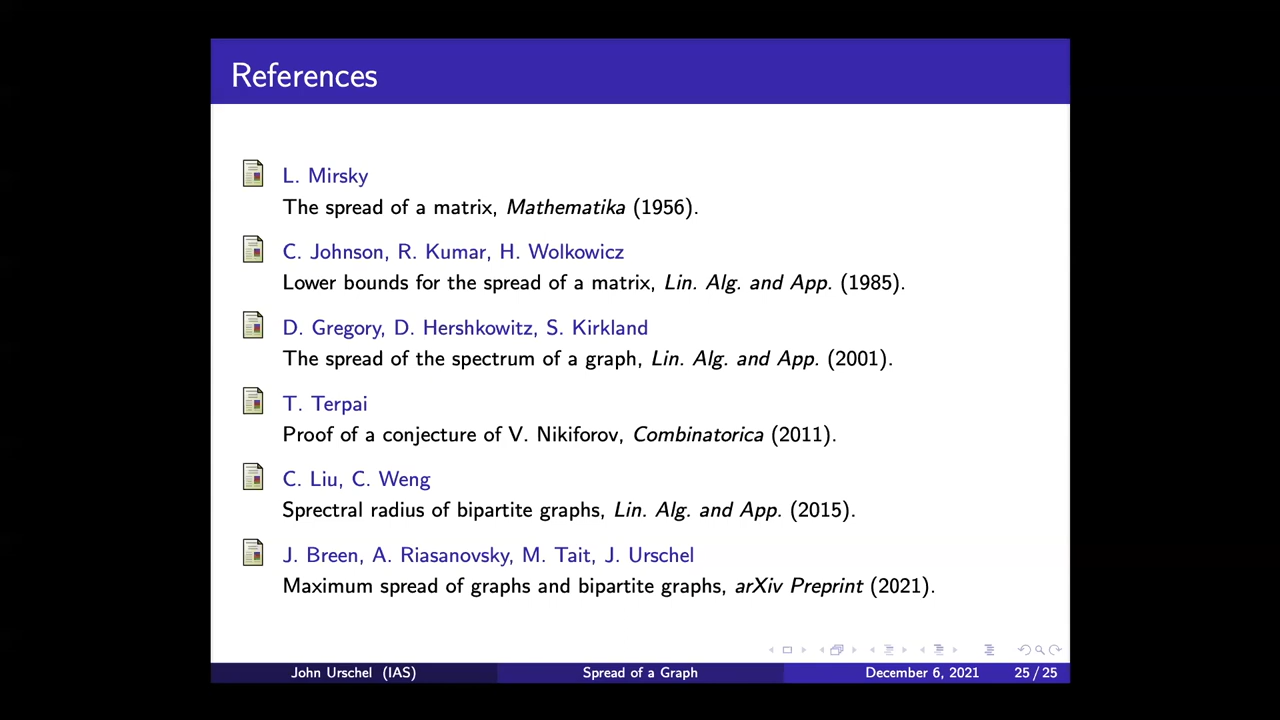 References
L. Mirsky
The spread of a matrix, Mathematika (1956).
C. Johnson, R. Kumar, H. Wolkowicz
Lower bounds for the spread of a matrix, Lin. Alg. and App. (1985).
D. Gregory, D. Hershkowitz, S. Kirkland
The spread of the spectrum of a graph, Lin. Alg. and App. (2001).
T. Terpai
Proof of a conjecture of V. Nikiforov, Combinatorica (2011).
C. Liu, C. Weng
Sprectral radius of bipartite graphs, Lin. Alg. and App. (2015).
J. Breen, A. Riasanovsky, M. Tait, J. Urschel
Maximum spread of graphs and bipartite graphs, arXiv Preprint (2021).
John Urschel (IAS) Spread of a Graph December 6, 2021 25 / 25